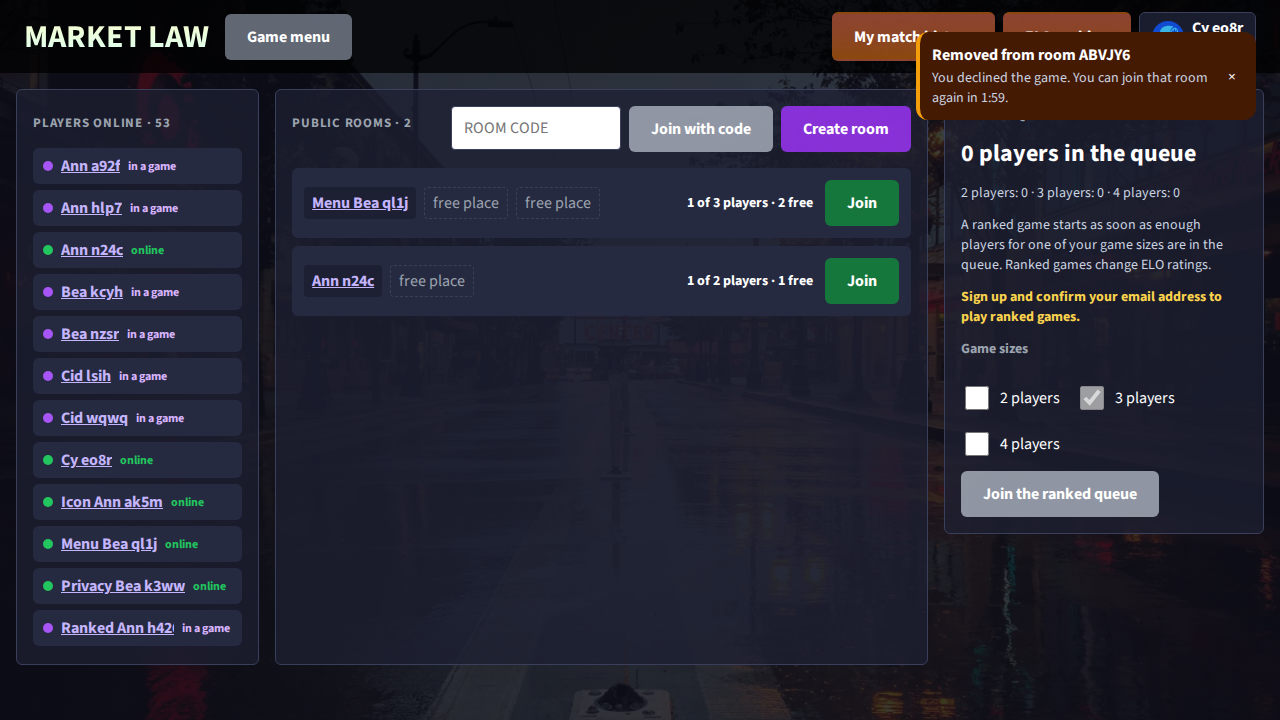 MARKET LAW
Game menu
My match
Cy eo8r
Removed from room ABVJY6
You declined the game. You can join that room
again in 1:59.
×
PLAYERS ONLINE · 53
Ann a92f in a game
Ann hlp7 in a game
Ann n24c online
Bea kcyh in a game
Bea nzsr in a game
Cid lsih in a game
Cid wqwq in a game
Cy eo8r online
Icon Ann ak5m online
Menu Bea ql1j online
Privacy Bea k3ww online
Ranked Ann h42 in a game
PUBLIC ROOMS · 2
ROOM CODE
Join with code
Create room
Menu Bea ql1j free place free place 1 of 3 players · 2 free Join
Ann n24c free place 1 of 2 players · 1 free Join
0 players in the queue
2 players: 0 · 3 players: 0 · 4 players: 0
A ranked game starts as soon as enough
players for one of your game sizes are in the
queue. Ranked games change ELO ratings.
Sign up and confirm your email address to
play ranked games.
Game sizes
2 players 3 players
4 players
Join the ranked queue